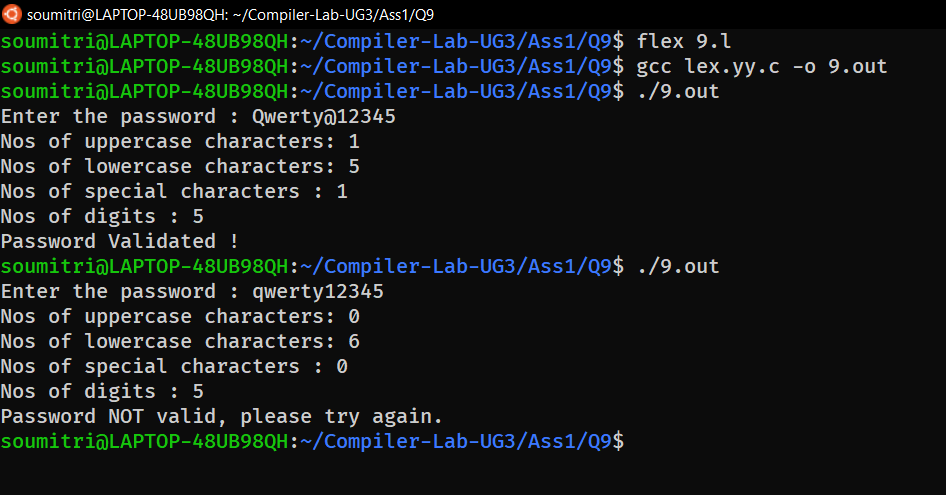 soumitri@LAPTOP-48UB98QH: ~/Compiler-Lab-UG3/Ass1/Q9
soumitri@LAPTOP-48UB98QH:~/Compiler-Lab-UG3/Ass1/Q9$ flex 9.l
soumitri@LAPTOP-48UB98QH:~/Compiler-Lab-UG3/Ass1/Q9$ gcc lex.yy.c -o 9.out
soumitri@LAPTOP-48UB98QH:~/Compiler-Lab-UG3/Ass1/Q9$ ./9.out
Enter the password : Qwerty@12345
Nos of uppercase characters: 1
Nos of lowercase characters: 5
Nos of special characters : 1
Nos of digits : 5
Password Validated !
soumitri@LAPTOP-48UB98QH:~/Compiler-Lab-UG3/Ass1/Q9$ ./9.out
Enter the password : qwerty12345
Nos of uppercase characters: 0
Nos of lowercase characters: 6
Nos of special characters : 0
Nos of digits : 5
Password NOT valid, please try again.
soumitri@LAPTOP-48UB98QH:~/Compiler-Lab-UG3/Ass1/Q9$